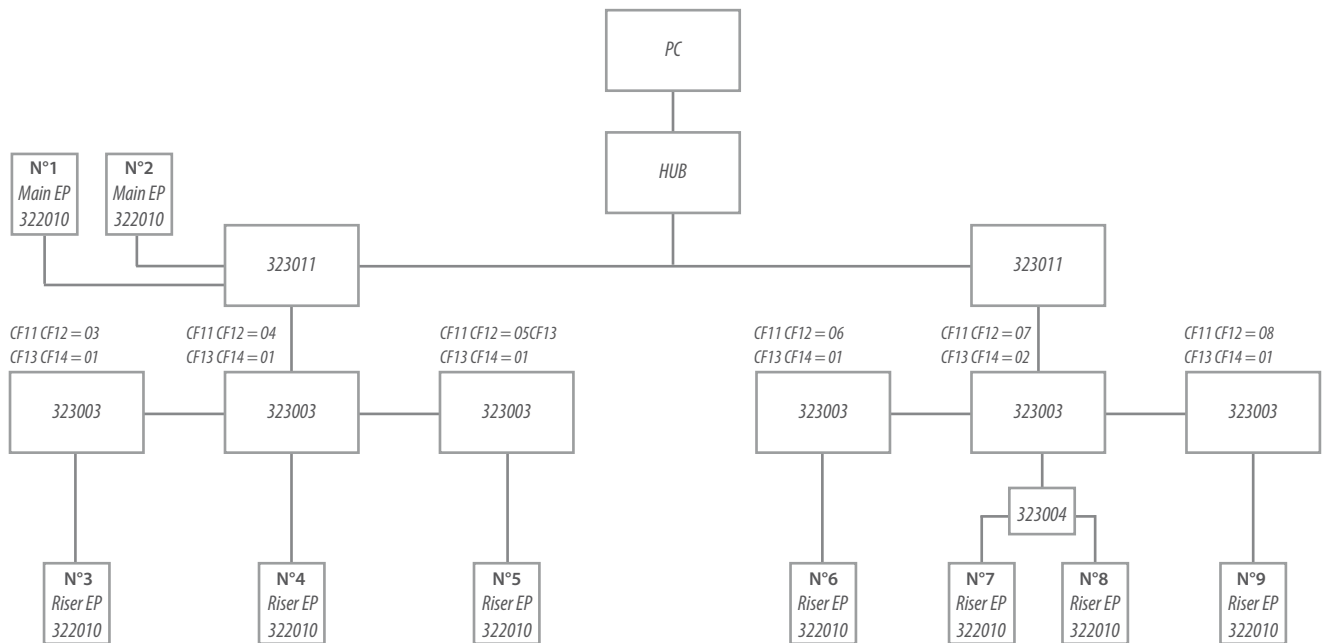 PC
HUB
N°1
Main EP
322010
N°2
Main EP
322010
323011
323011
CF11 CF12 = 03
CF13 CF14 = 01
CF11 CF12 = 04
CF13 CF14 = 01
CF11 CF12 = 05CF13
CF13 CF14 = 01
CF11 CF12 = 06
CF13 CF14 = 01
CF11 CF12 = 07
CF13 CF14 = 02
CF11 CF12 = 08
CF13 CF14 = 01
323003
323003
323003
323003
323003
323003
323004
N°3
Riser EP
322010
N°4
Riser EP
322010
N°5
Riser EP
322010
N°6
Riser EP
322010
N°7
Riser EP
322010
N°8
Riser EP
322010
N°9
Riser EP
322010